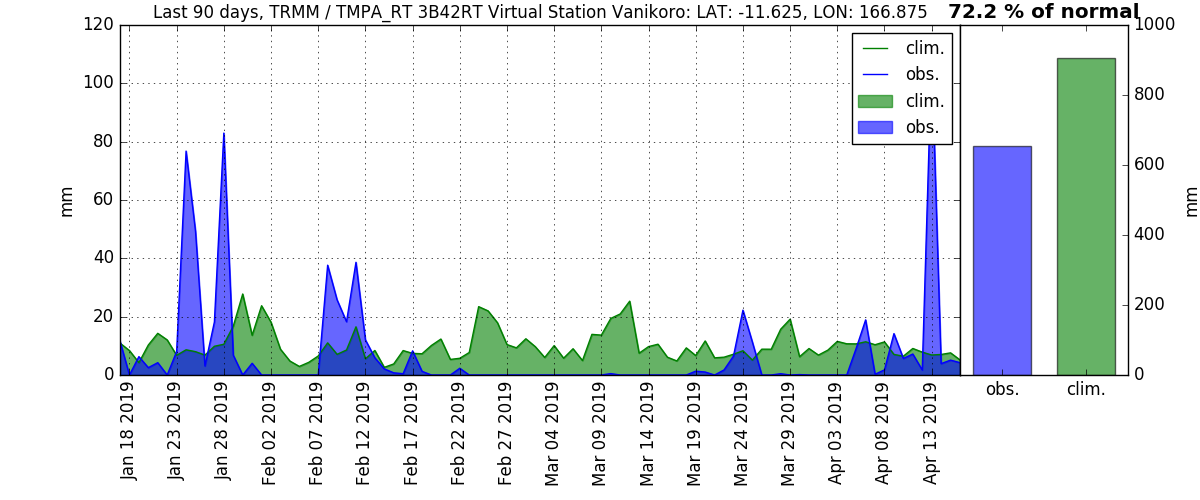 Last 90 days, TRMM / TMPA_RT 3B42RT Virtual Station Vanikoro: LAT: -11.625, LON: 166.875
72.2 % of normal
120
100
80
60
40
20
0
mm
clim.
obs.
clim.
obs.
1000
800
600
400
200
0
mm
Jan 18 2019
Jan 23 2019
Jan 28 2019
Feb 02 2019
Feb 07 2019
Feb 12 2019
Feb 17 2019
Feb 22 2019
Feb 27 2019
Mar 04 2019
Mar 09 2019
Mar 14 2019
Mar 19 2019
Mar 24 2019
Mar 29 2019
Apr 03 2019
Apr 08 2019
Apr 13 2019
obs.
clim.